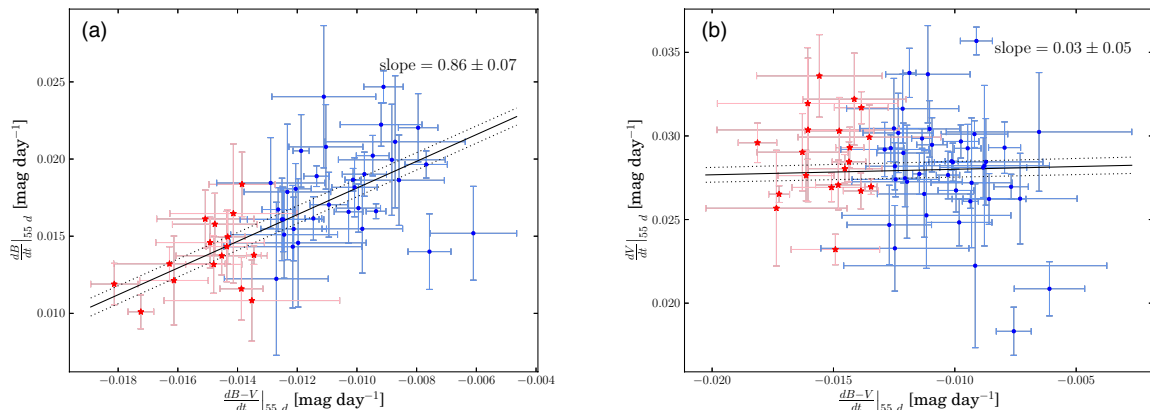 (a)
slope = 0.86 ± 0.07
0.025
0.020
0.015
0.010
dB/dt|55 d [mag day−1]
−0.018 −0.016 −0.014 −0.012 −0.010 −0.008 −0.006 −0.004
dB−V/dt|55 d [mag day−1]
(b)
slope = 0.03 ± 0.05
0.035
0.030
0.025
0.020
dV/dt|55 d [mag day−1]
−0.020 −0.015 −0.010 −0.005
dB−V/dt|55 d [mag day−1]